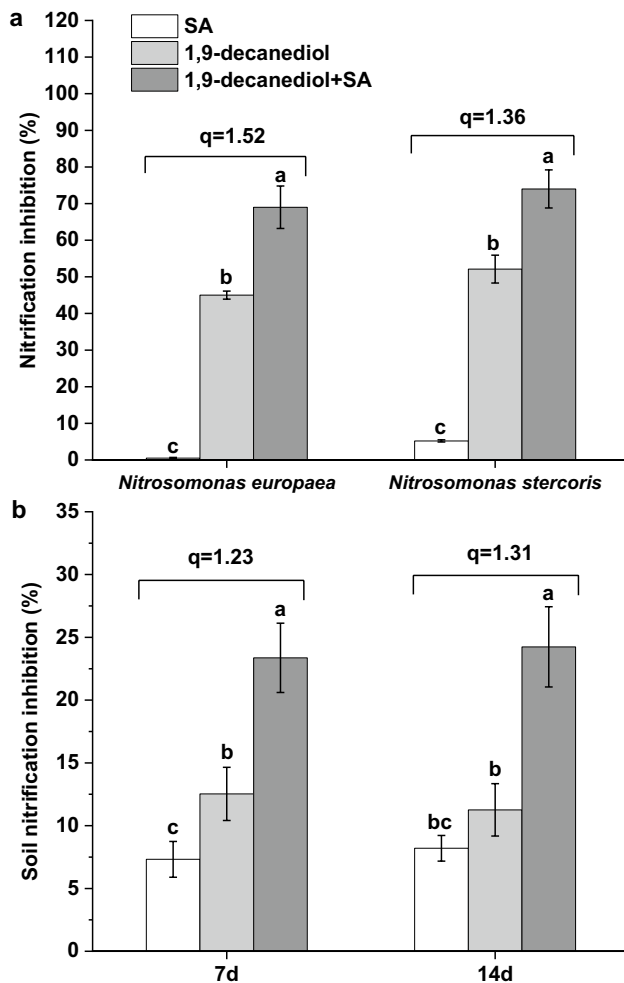 a
SA
1,9-decanediol
1,9-decanediol+SA
120
110
100
90
80
70
60
50
40
30
20
10
0
Nitrification inhibition (%)
q=1.52
q=1.36
c
b
a
c
b
a
Nitrosomonas europaea
Nitrosomonas stercoris
b
35
30
25
20
15
10
5
0
Soil nitrification inhibition (%)
q=1.23
q=1.31
c
b
a
bc
b
a
7d
14d